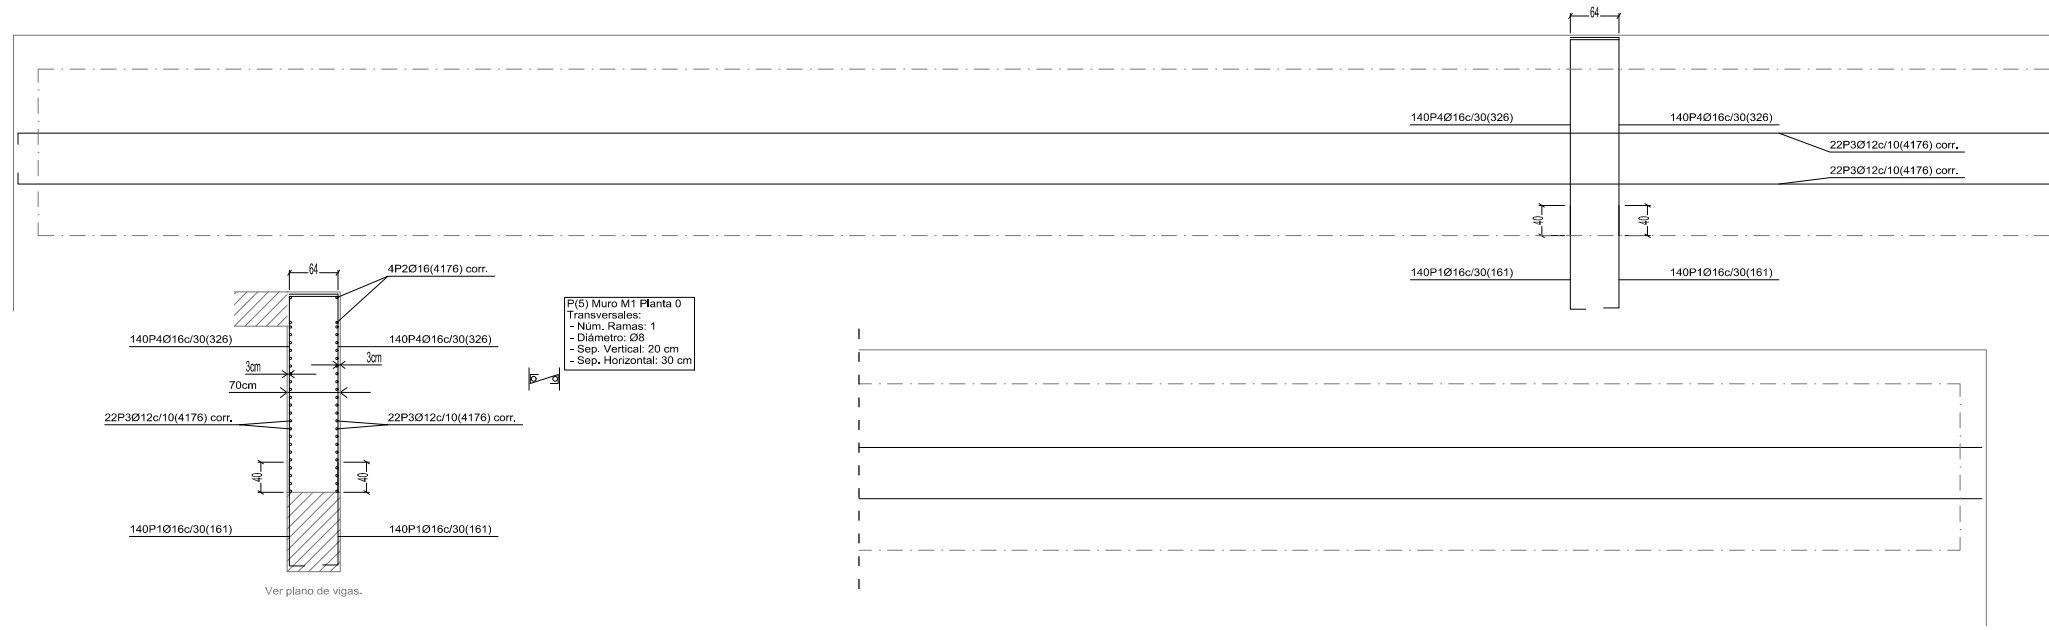 64
140P4Ø16c/30(326) 140P4Ø16c/30(326)
22P3Ø12c/10(4176) corr.
22P3Ø12c/10(4176) corr.
40 40
140P1Ø16c/30(161) 140P1Ø16c/30(161)
64
4P2Ø16(4176) corr.
140P4Ø16c/30(326) 140P4Ø16c/30(326)
3cm 3cm
70cm
22P3Ø12c/10(4176) corr. 22P3Ø12c/10(4176) corr.
40 40
140P1Ø16c/30(161) 140P1Ø16c/30(161)
Ver plano de vigas.
P(5) Muro M1 Planta 0
Transversales:
- Núm. Ramas: 1
- Diámetro: Ø8
- Sep. Vertical: 20 cm
- Sep. Horizontal: 30 cm